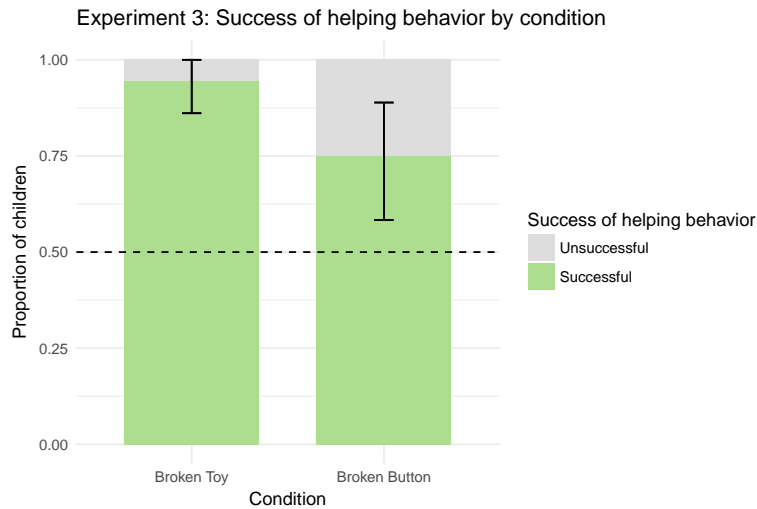 Experiment 3: Success of helping behavior by condition
Proportion of children
1.00
0.75
0.50
0.25
0.00
Broken Toy Broken Button
Condition
Success of helping behavior
Unsuccessful
Successful